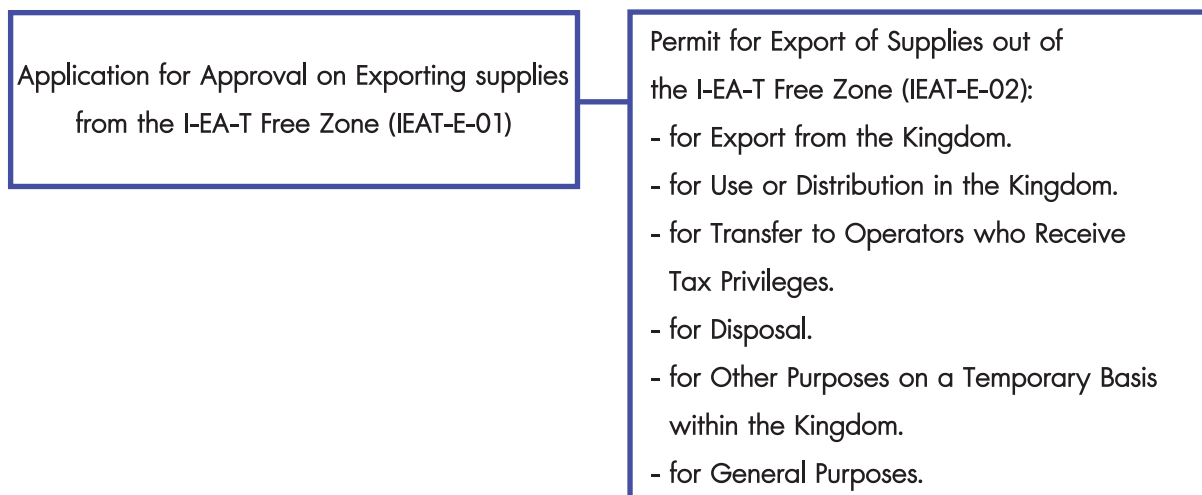 Application for Approval on Exporting supplies
from the I-EA-T Free Zone (IEAT-E-01)
Permit for Export of Supplies out of
the I-EA-T Free Zone (IEAT-E-02):
- for Export from the Kingdom.
- for Use or Distribution in the Kingdom.
- for Transfer to Operators who Receive
Tax Privileges.
- for Disposal.
- for Other Purposes on a Temporary Basis
within the Kingdom.
- for General Purposes.